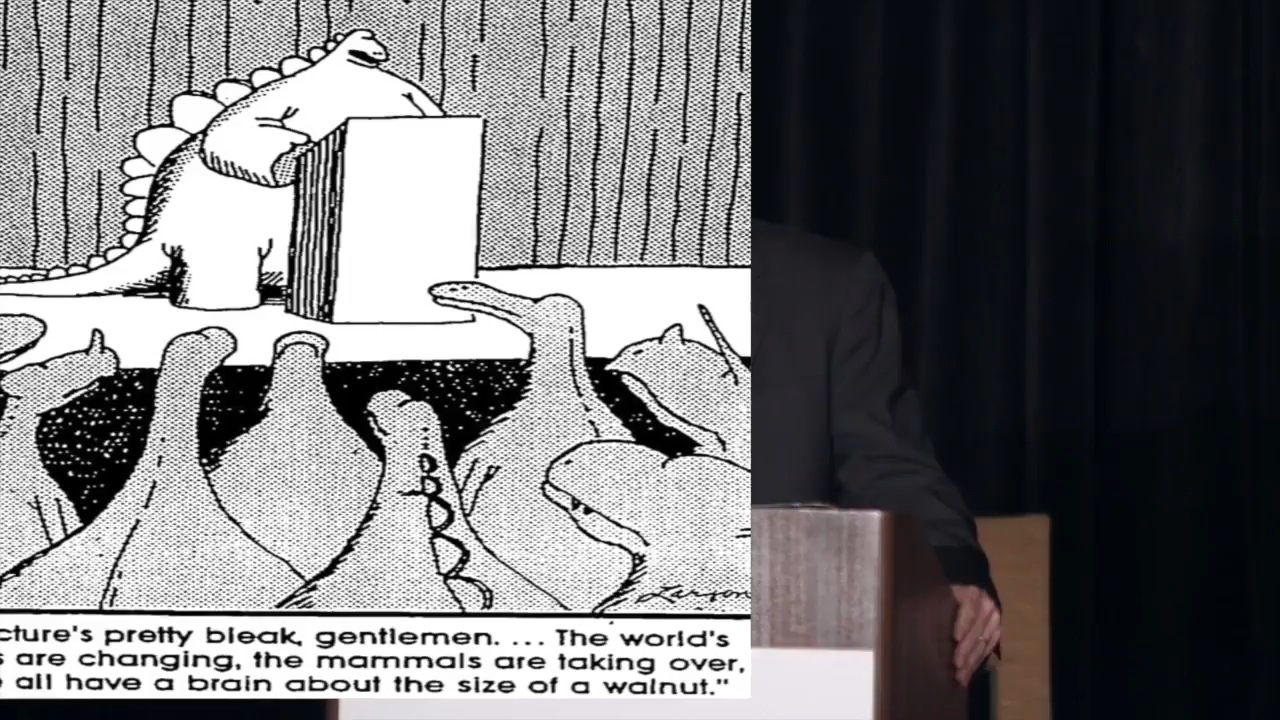 Larson
cture's pretty bleak, gentlemen. ... The world's
s are changing, the mammals are taking over,
all have a brain about the size of a walnut."